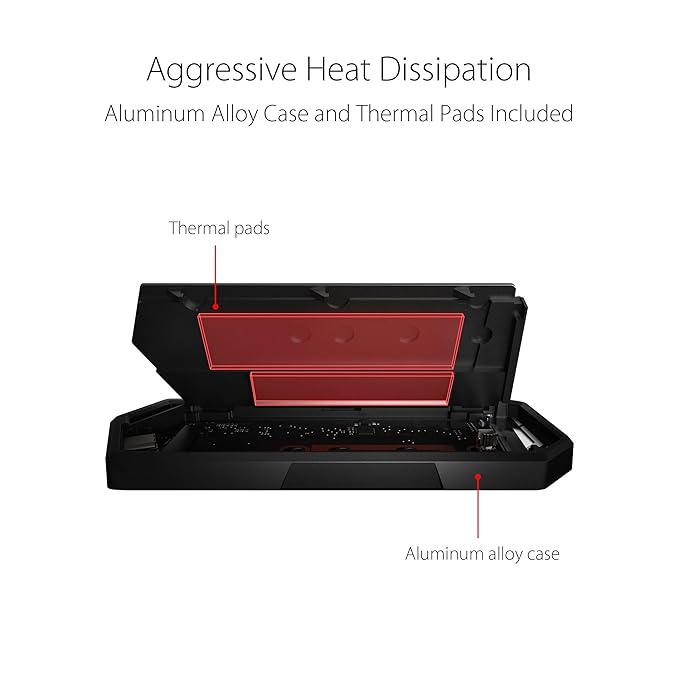 Aggressive Heat Dissipation
Aluminum Alloy Case and Thermal Pads Included
Thermal pads
Aluminum alloy case